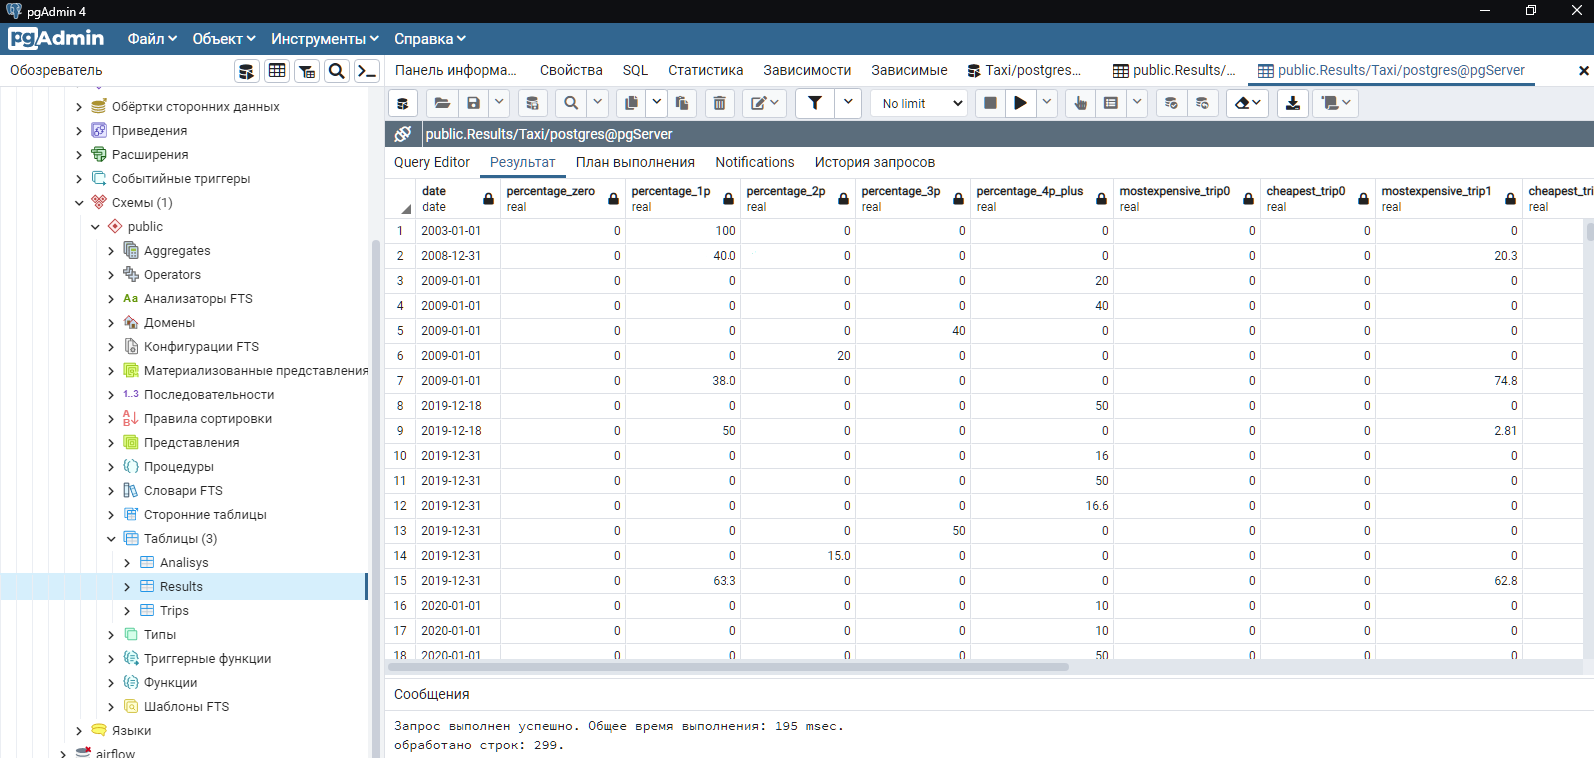 pgAdmin 4
pgAdmin Файл Объект Инструменты Справка
Обозреватель
Панель информа... Свойства SQL Статистика Зависимости Зависимые Taxi/postgres... public.Results/... public.Results/Taxi/postgres@pgServer
No limit
public.Results/Taxi/postgres@pgServer
Query Editor Результат План выполнения Notifications История запросов
Обёртки сторонних данных
Приведения
Расширения
Событийные триггеры
Схемы (1)
public
Aggregates
Operators
Aa Анализаторы FTS
Домены
Конфигурации FTS
Материализованные представления
1..3 Последовательности
Правила сортировки
Представления
Процедуры
Словари FTS
Сторонние таблицы
Таблицы (3)
Analisys
Results
Trips
Типы
Триггерные функции
Функции
Шаблоны FTS
Языки
airflow
date percentage_zero percentage_1p percentage_2p percentage_3p percentage_4p_plus mostexpensive_trip0 cheapest_trip0 mostexpensive_trip1 cheapest_tri
date real real real real real real real real real
1 2003-01-01 0 100 0 0 0 0 0 0
2 2008-12-31 0 40.0 0 0 0 0 0 20.3
3 2009-01-01 0 0 0 0 20 0 0 0
4 2009-01-01 0 0 0 0 40 0 0 0
5 2009-01-01 0 0 0 40 0 0 0 0
6 2009-01-01 0 0 20 0 0 0 0 0
7 2009-01-01 0 38.0 0 0 0 0 0 74.8
8 2019-12-18 0 0 0 0 50 0 0 0
9 2019-12-18 0 50 0 0 0 0 0 2.81
10 2019-12-31 0 0 0 0 16 0 0 0
11 2019-12-31 0 0 0 0 50 0 0 0
12 2019-12-31 0 0 0 0 16.6 0 0 0
13 2019-12-31 0 0 0 50 0 0 0 0
14 2019-12-31 0 0 15.0 0 0 0 0 0
15 2019-12-31 0 63.3 0 0 0 0 0 62.8
16 2020-01-01 0 0 0 0 10 0 0 0
17 2020-01-01 0 0 0 0 10 0 0 0
18 2020-01-01 0 0 0 0 50 0 0 0
Сообщения
Запрос выполнен успешно. Общее время выполнения: 195 msec.
обработано строк: 299.